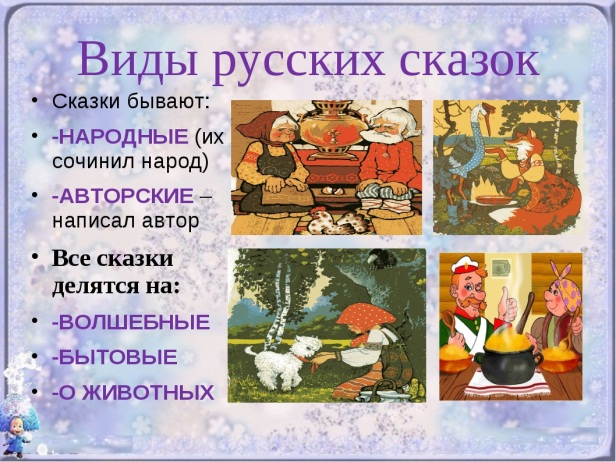 Виды русских сказок
• Сказки бывают:
• -НАРОДНЫЕ (их
сочинил народ)
• -АВТОРСКИЕ –
написал автор
• Все сказки
делятся на:
• -ВОЛШЕБНЫЕ
• -БЫТОВЫЕ
• -О ЖИВОТНЫХ